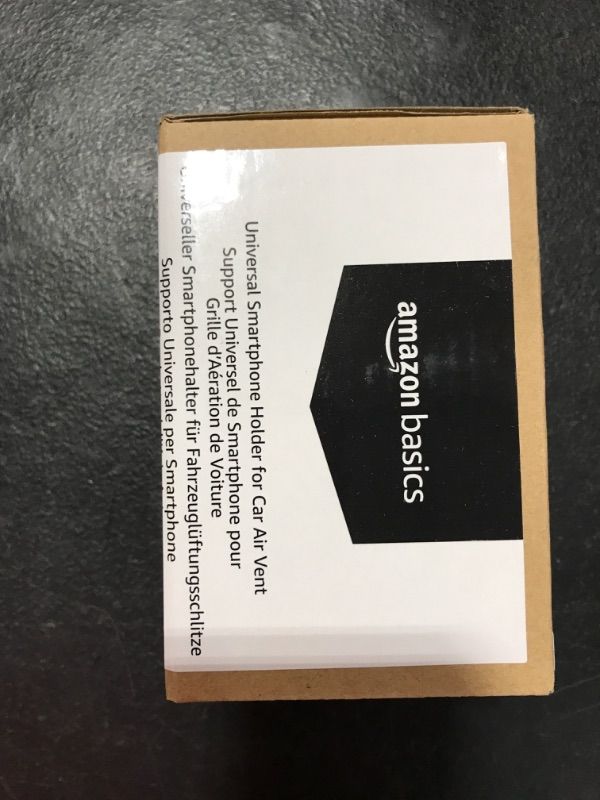 amazon basics
Universal Smartphone Holder for Car Air Vent
Support Universel de Smartphone pour
Grille d'Aération de Voiture
Universeller Smartphonehalter für Fahrzeuglüftungsschlitze
Supporto Universale per Smartphone